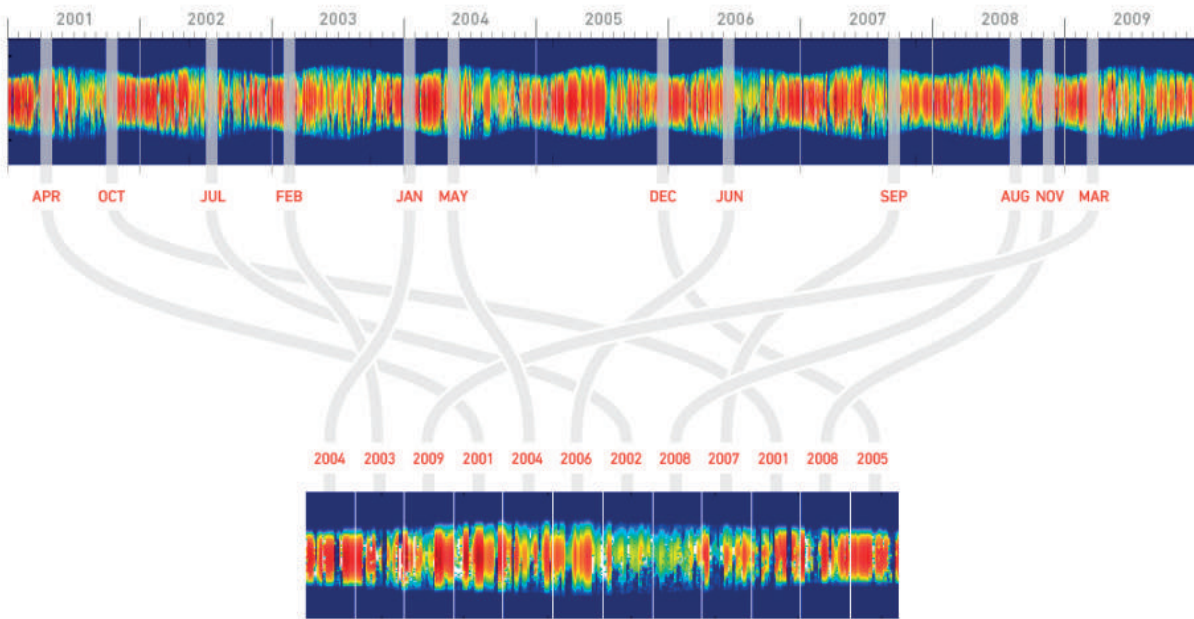 2001 2002 2003 2004 2005 2006 2007 2008 2009
APR OCT JUL FEB JAN MAY DEC JUN SEP AUG NOV MAR
2004 2003 2009 2001 2004 2006 2002 2008 2007 2001 2008 2005